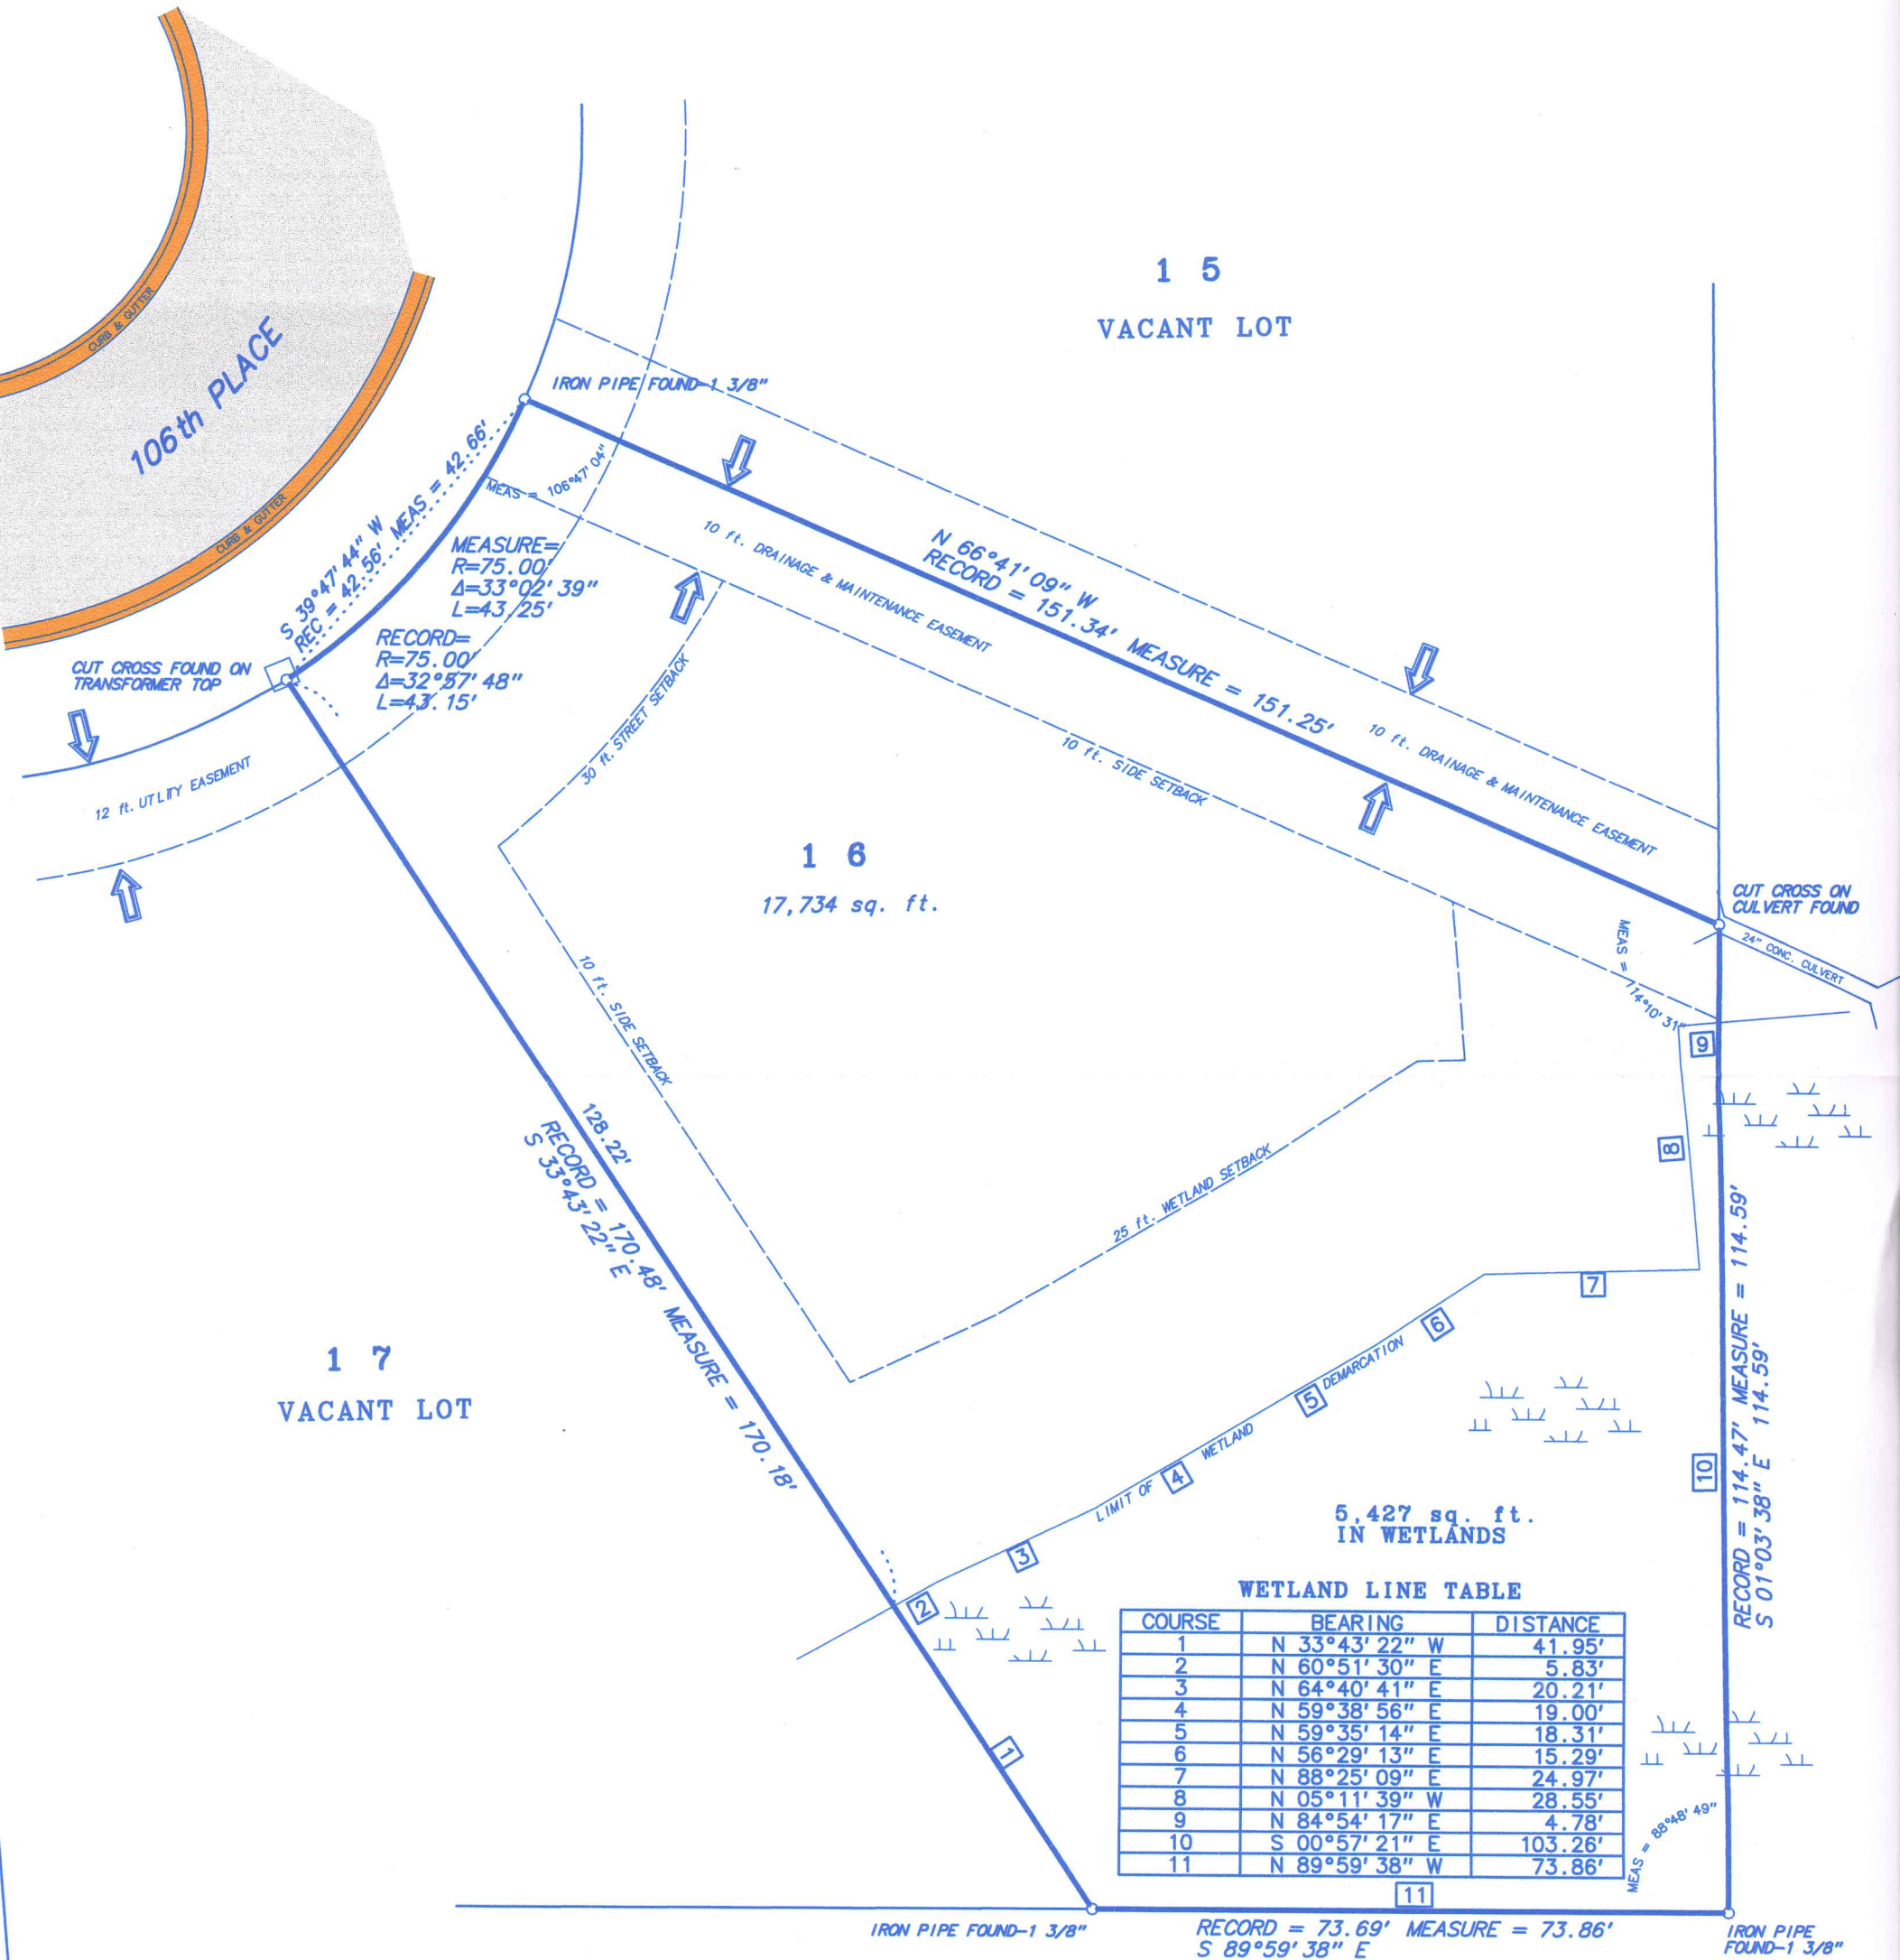 CURB & GUTTER
106th PLACE
CURB & GUTTER
1 5
VACANT LOT
IRON PIPE FOUND-1 3/8"
S 39°47'44" W
REC = 42.56' MEAS = 42.66'
MEAS = 106°47'04"
MEASURE=
R=75.00'
Δ=33°02'39"
L=43.25'
RECORD=
R=75.00'
Δ=32°57'48"
L=43.15'
CUT CROSS FOUND ON
TRANSFORMER TOP
12 ft. UTLITY EASEMENT
10 ft. DRAINAGE & MAINTENANCE EASEMENT
N 66°41'09" W
RECORD = 151.34' MEASURE = 151.25'
10 ft. DRAINAGE & MAINTENANCE EASEMENT
30 ft. STREET SETBACK
10 ft. SIDE SETBACK
1 6
17,734 sq. ft.
CUT CROSS ON
CULVERT FOUND
24" CONC. CULVERT
MEAS = 114°10'31"
9
8
10 ft. SIDE SETBACK
128.22'
RECORD = 170.48' MEASURE = 170.18'
S 33°43'22" E
25 ft. WETLAND SETBACK
7
6
5
4
3
2
LIMIT OF WETLAND DEMARCATION
1 7
VACANT LOT
10
RECORD = 114.47' MEASURE = 114.59'
S 01°03'38" E 114.59'
5,427 sq. ft.
IN WETLANDS
WETLAND LINE TABLE
COURSE BEARING DISTANCE
1 N 33°43'22" W 41.95'
2 N 60°51'30" E 5.83'
3 N 64°40'41" E 20.21'
4 N 59°38'56" E 19.00'
5 N 59°35'14" E 18.31'
6 N 56°29'13" E 15.29'
7 N 88°25'09" E 24.97'
8 N 05°11'39" W 28.55'
9 N 84°54'17" E 4.78'
10 S 00°57'21" E 103.26'
11 N 89°59'38" W 73.86'
1
MEAS = 88°48'49"
11
IRON PIPE FOUND-1 3/8"
RECORD = 73.69' MEASURE = 73.86'
S 89°59'38" E
IRON PIPE
FOUND-1 3/8"